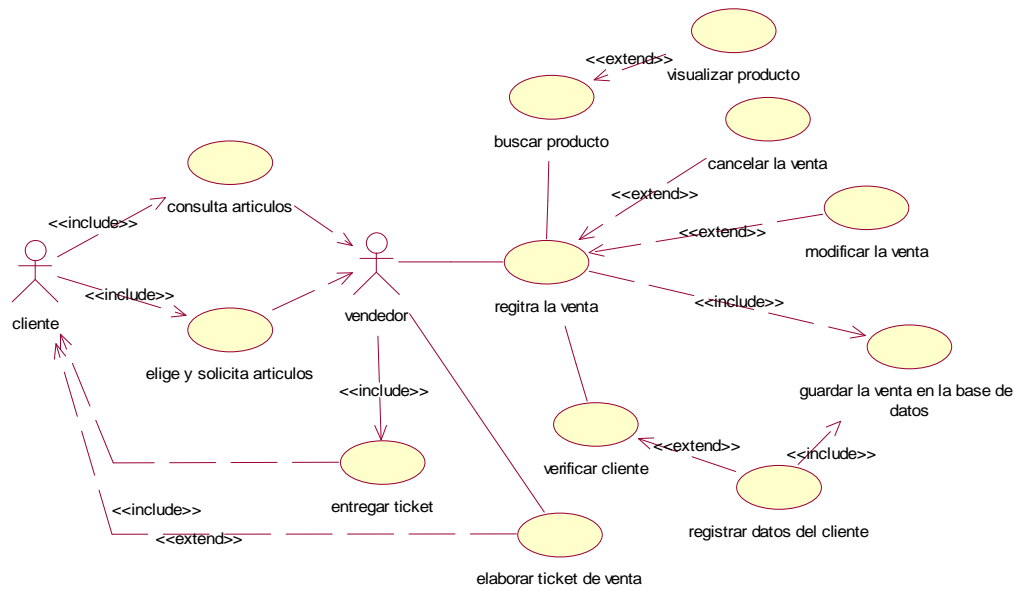 <<extend>>
visualizar producto
buscar producto
cancelar la venta
<<extend>>
consulta articulos
<<include>>
<<extend>>
modificar la venta
<<include>>
<<include>>
regitra la venta
cliente
vendedor
elige y solicita articulos
<<include>>
guardar la venta en la base de
datos
<<extend>>
<<include>>
verificar cliente
entregar ticket
<<include>>
<<extend>>
registrar datos del cliente
elaborar ticket de venta